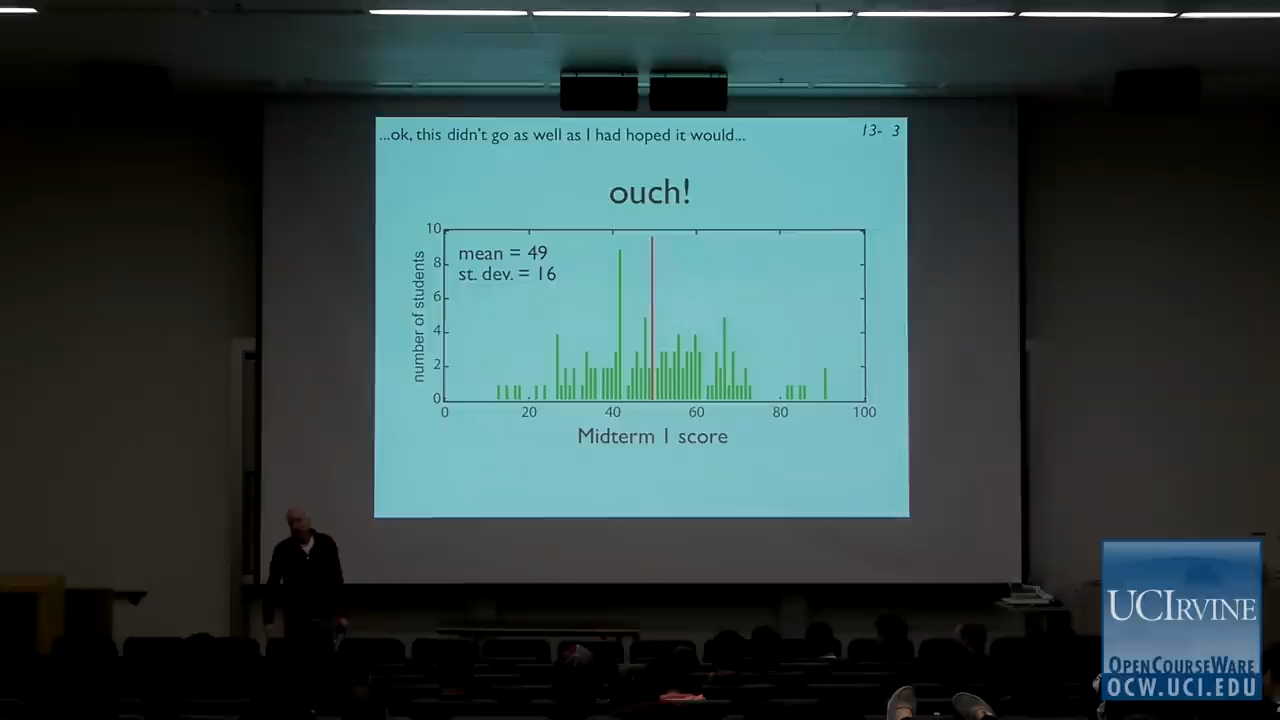 ...ok, this didn't go as well as I had hoped it would...
13- 3
ouch!
mean = 49
st. dev. = 16
number of students
10
8
6
4
2
0
0 20 40 60 80 100
Midterm 1 score
UCIRVINE
OPENCOURSEWARE
OCW.UCI.EDU